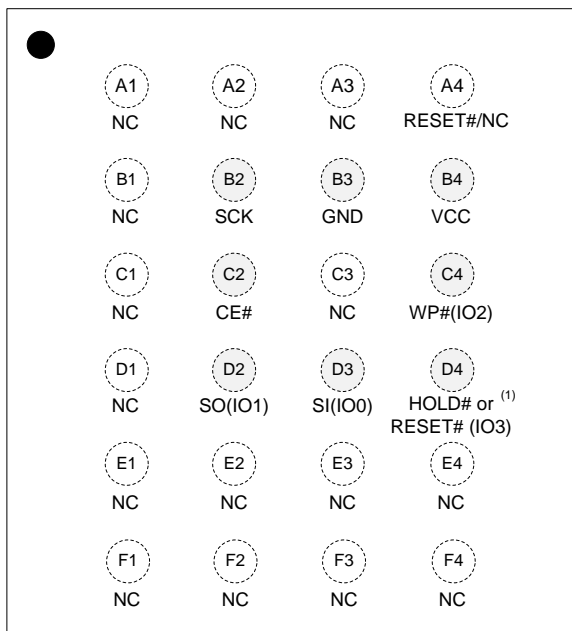 A1 A2 A3 A4
NC NC NC RESET#/NC
B1 B2 B3 B4
NC SCK GND VCC
C1 C2 C3 C4
NC CE# NC WP#(IO2)
D1 D2 D3 D4
NC SO(IO1) SI(IO0) HOLD# or (1)
RESET# (IO3)
E1 E2 E3 E4
NC NC NC NC
F1 F2 F3 F4
NC NC NC NC